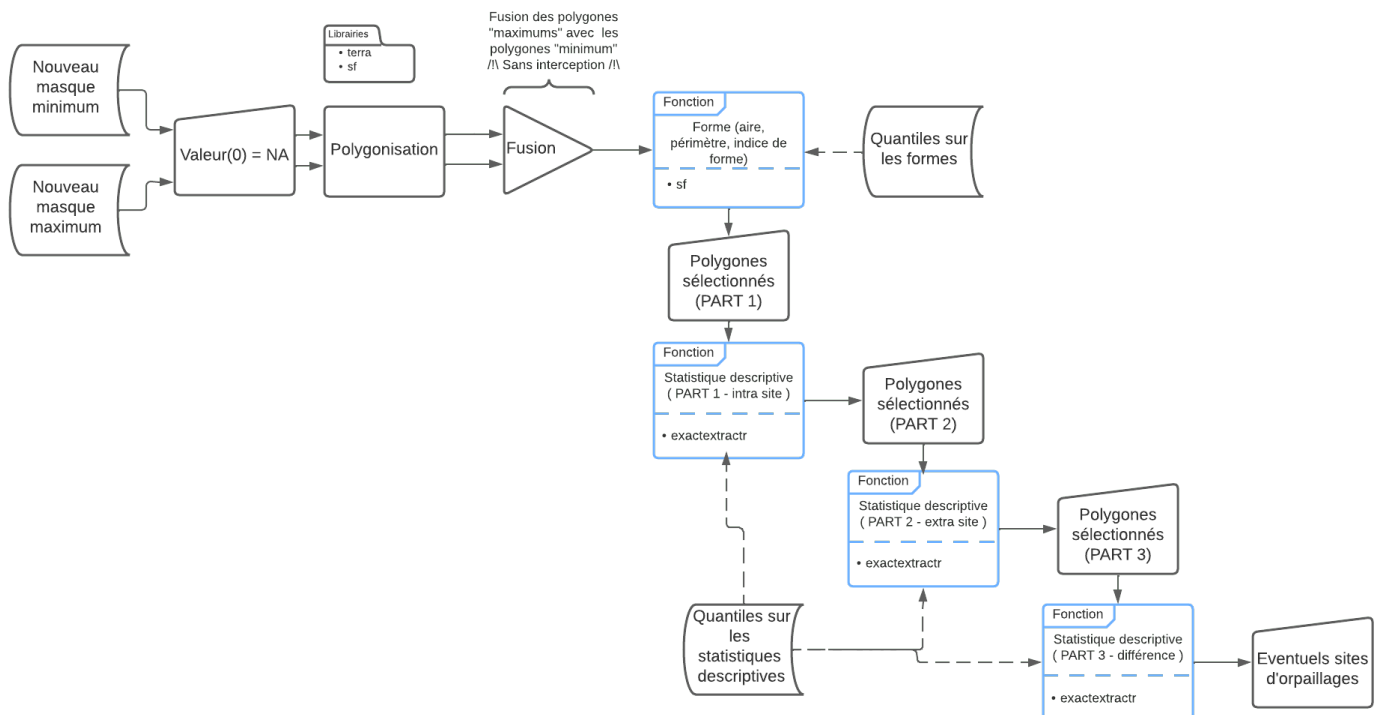 Fusion des polygones
"maximums" avec les
polygones "minimum"
/!\ Sans interception /!\
Librairies
• terra
• sf
Nouveau
masque
minimum
Nouveau
masque
maximum
Valeur(0) = NA
Polygonisation
Fusion
Fonction
Forme (aire,
périmètre, indice de
forme)
• sf
Quantiles sur
les formes
Polygones
sélectionnés
(PART 1)
Fonction
Statistique descriptive
( PART 1 - intra site )
• exactextractr
Polygones
sélectionnés
(PART 2)
Fonction
Statistique descriptive
( PART 2 - extra site )
• exactextractr
Polygones
sélectionnés
(PART 3)
Quantiles sur
les
statistiques
descriptives
Fonction
Statistique descriptive
( PART 3 - différence )
• exactextractr
Eventuels sites
d'orpaillages